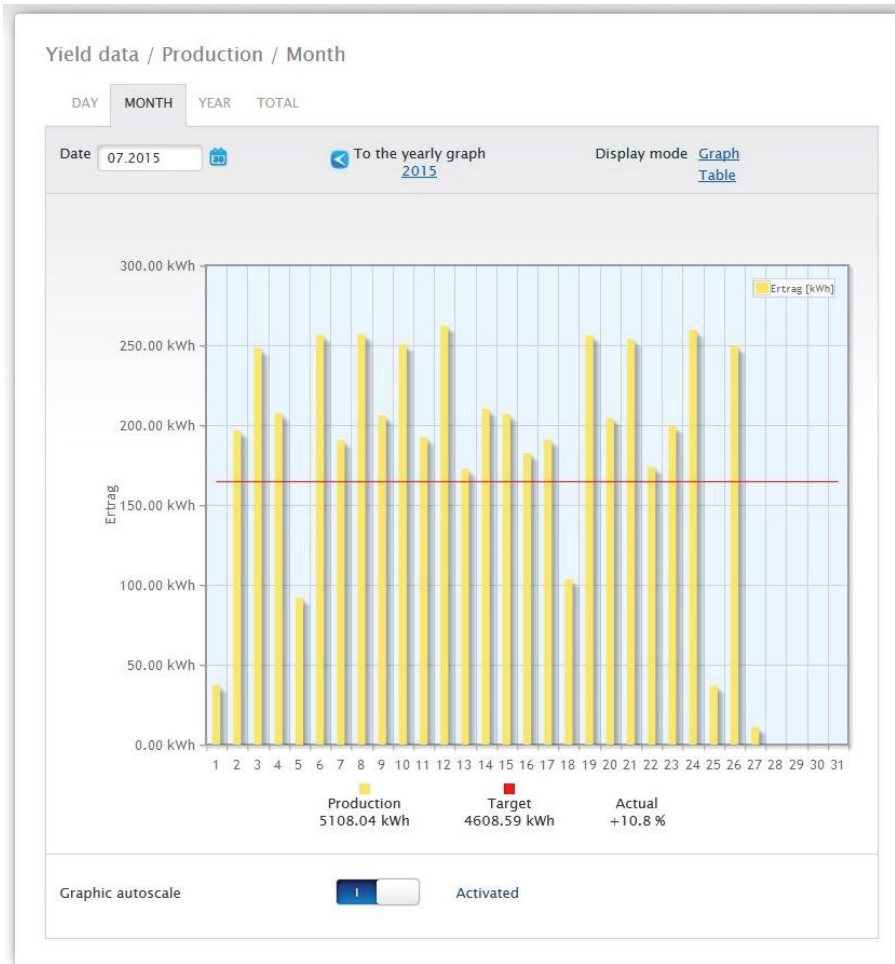 Yield data / Production / Month
DAY MONTH YEAR TOTAL
Date 07.2015 30 To the yearly graph Display mode Graph
2015 Table
300.00 kWh
Ertrag [kWh]
250.00 kWh
200.00 kWh
Ertrag
150.00 kWh
100.00 kWh
50.00 kWh
0.00 kWh
1 2 3 4 5 6 7 8 9 10 11 12 13 14 15 16 17 18 19 20 21 22 23 24 25 26 27 28 29 30 31
Production Target Actual
5108.04 kWh 4608.59 kWh +10.8 %
Graphic autoscale I Activated